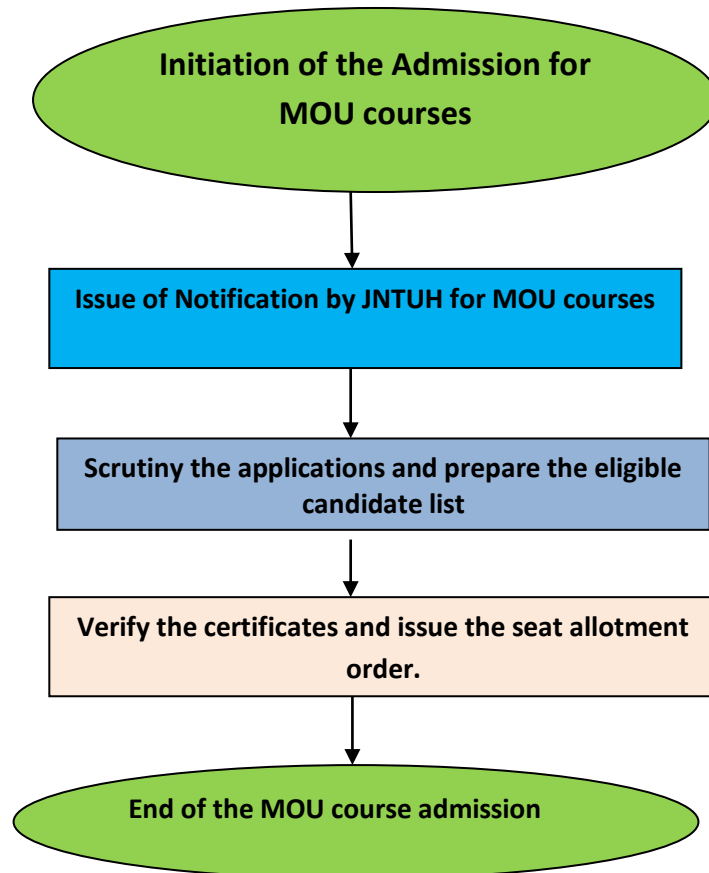 Initiation of the Admission for
MOU courses
Issue of Notification by JNTUH for MOU courses
Scrutiny the applications and prepare the eligible
candidate list
Verify the certificates and issue the seat allotment
order.
End of the MOU course admission